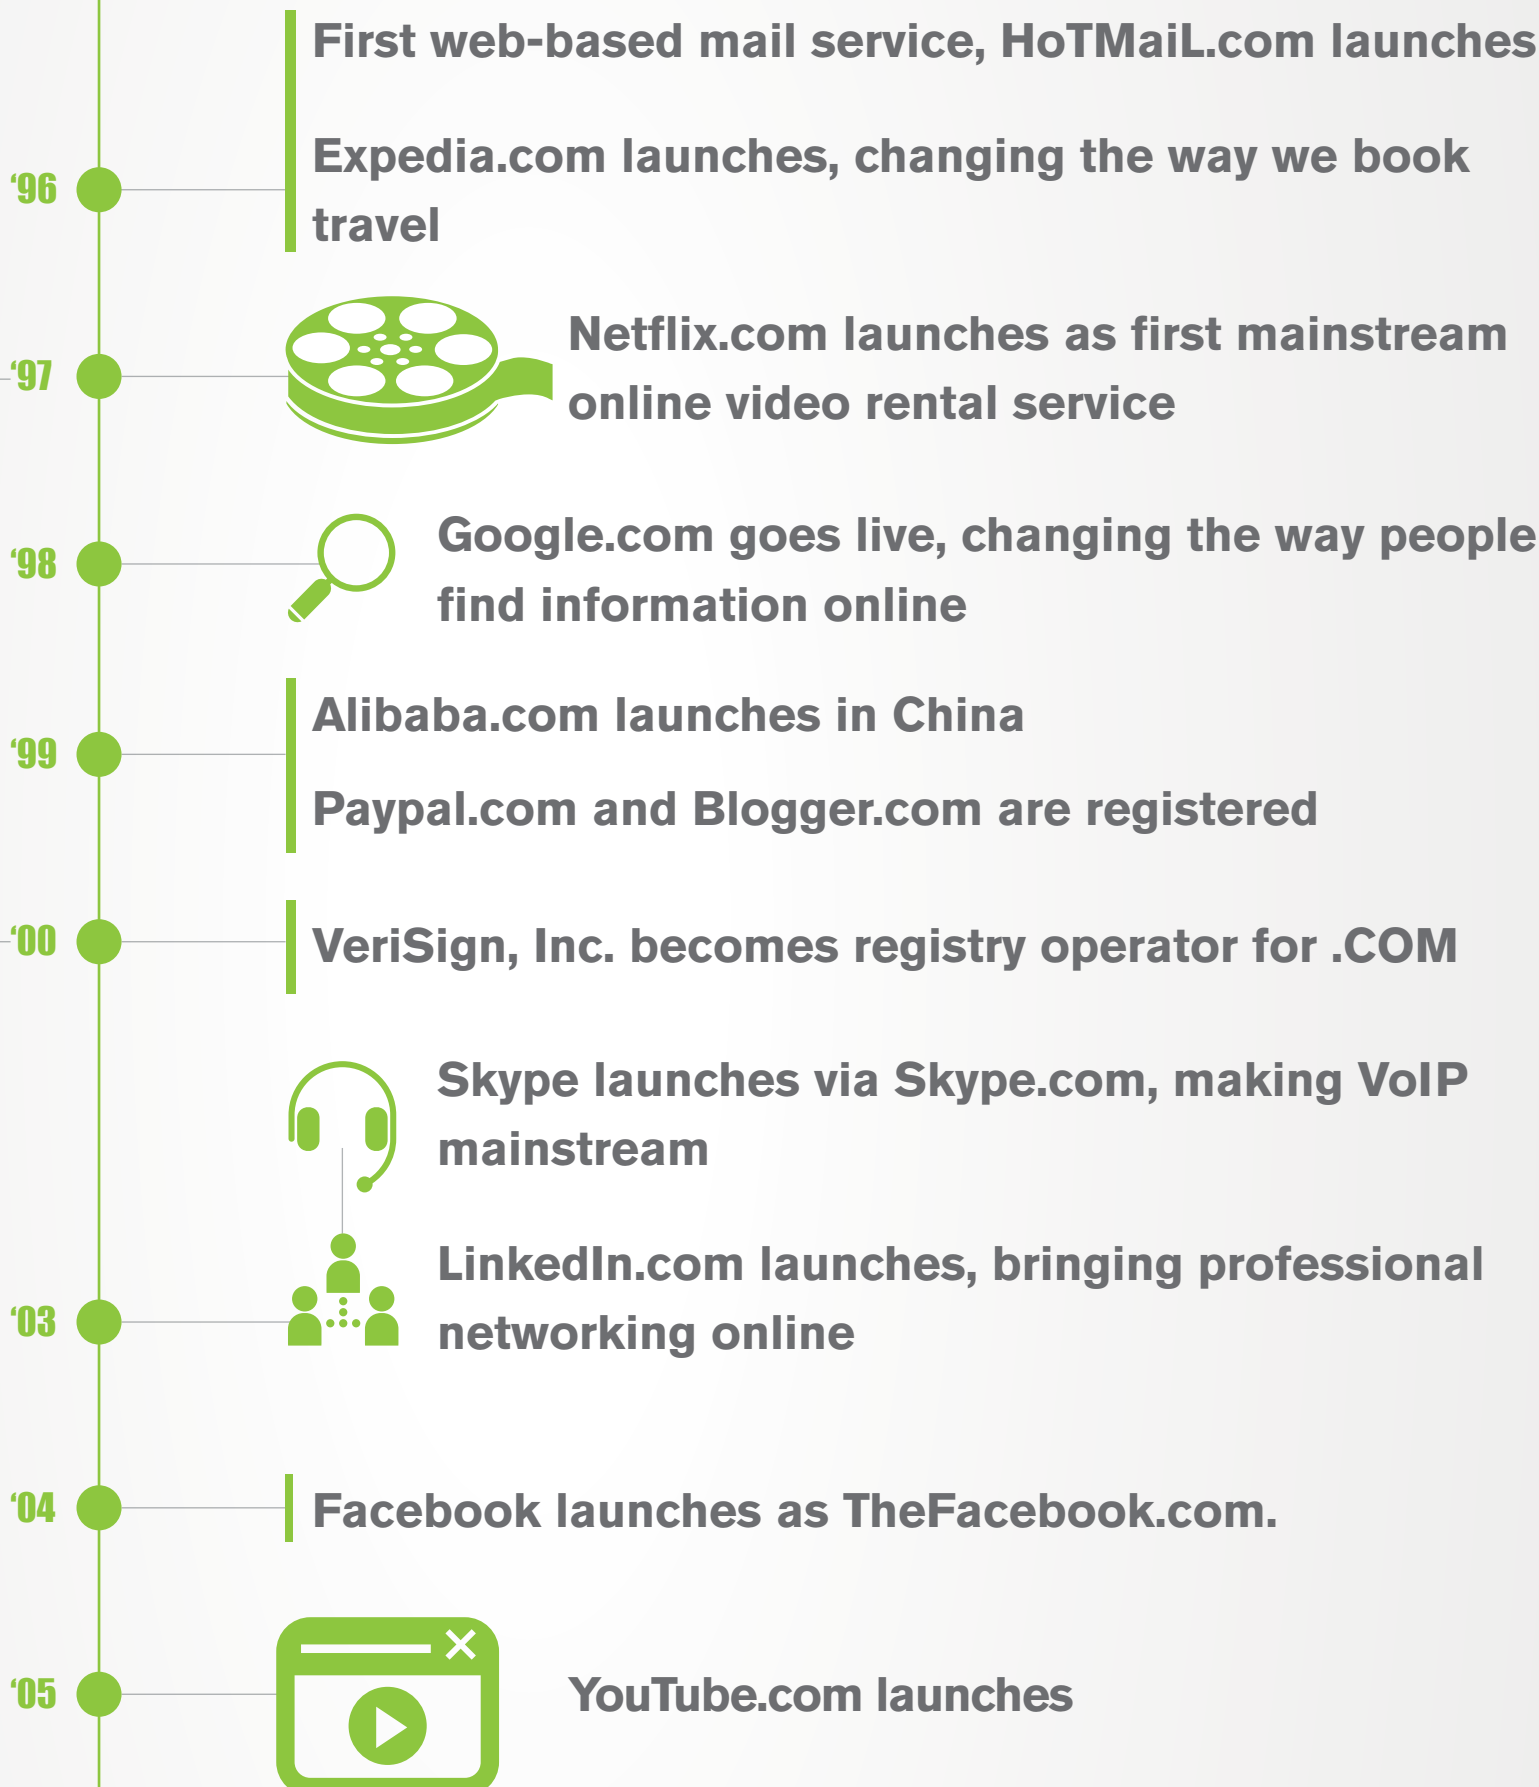 First web-based mail service, HoTMaiL.com launches
Expedia.com launches, changing the way we book
travel
‘96
Netflix.com launches as first mainstream
online video rental service
‘97
Google.com goes live, changing the way people
find information online
‘98
Alibaba.com launches in China
Paypal.com and Blogger.com are registered
‘99
VeriSign, Inc. becomes registry operator for .COM
‘00
Skype launches via Skype.com, making VoIP
mainstream
LinkedIn.com launches, bringing professional
networking online
‘03
Facebook launches as TheFacebook.com.
‘04
YouTube.com launches
‘05